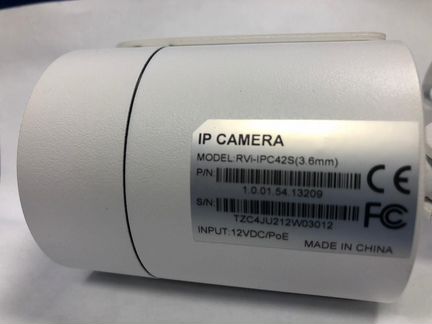 IP CAMERA
MODEL:RVi-IPC42S(3.6mm)
P/N:
1.0.01.54.13209
S/N:
TZC4JU212W03012
INPUT:12VDC/PoE
MADE IN CHINA
CE
FC